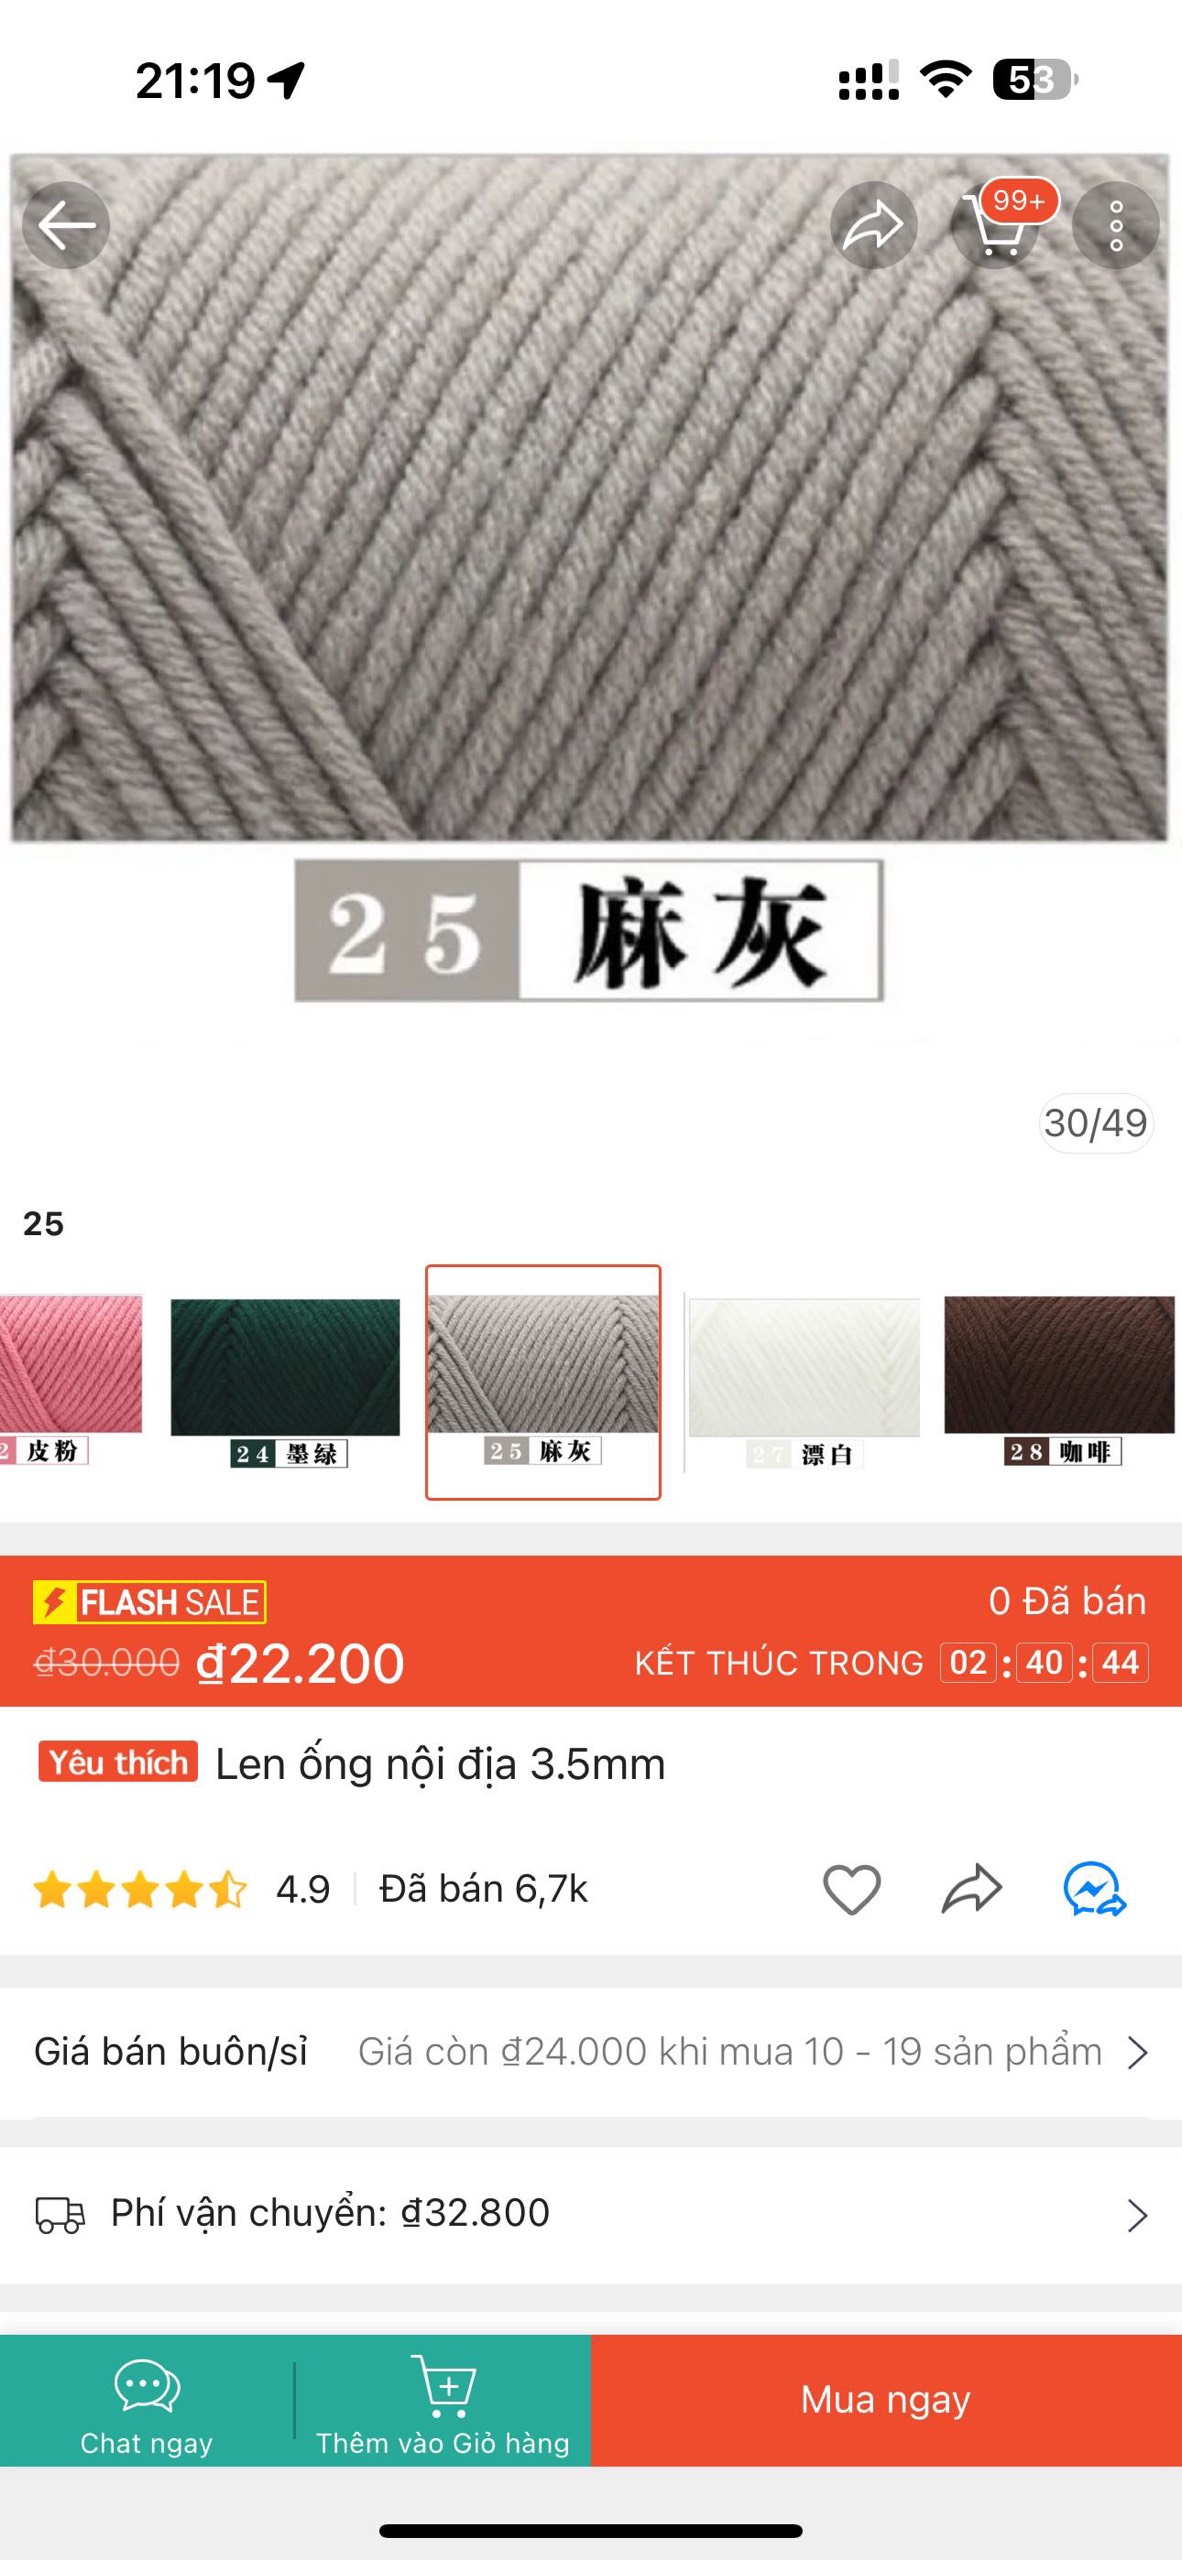 21:19
53
99+
25 麻灰
30/49
25
2 皮粉
24 墨绿
25 麻灰
27 漂白
28 咖啡
FLASH SALE
0 Đã bán
₫30.000 ₫22.200
KẾT THÚC TRONG 02 : 40 : 44
Yêu thích Len ống nội địa 3.5mm
4.9 Đã bán 6,7k
Giá bán buôn/sỉ Giá còn ₫24.000 khi mua 10 - 19 sản phẩm
Phí vận chuyển: ₫32.800
Chat ngay
Thêm vào Giỏ hàng
Mua ngay